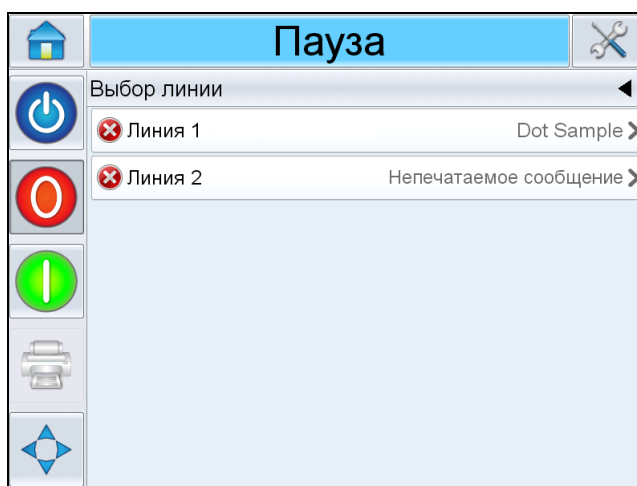 Пауза
Выбор линии
Линия 1 Dot Sample
Линия 2 Непечатаемое сообщение